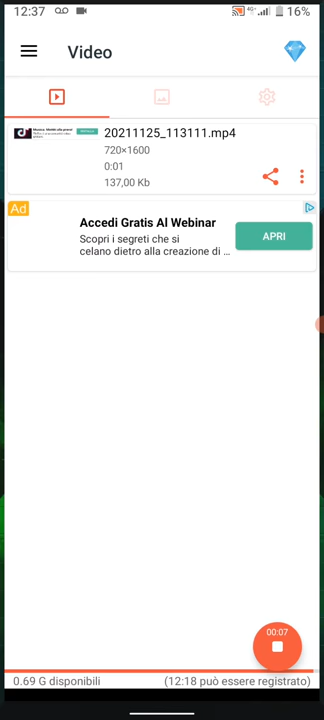 12:37
4G+
16%
Video
20211125_113111.mp4
720×1600
0:01
137,00 Kb
Ad
Accedi Gratis Al Webinar
Scopri i segreti che si
celano dietro alla creazione di ...
APRI
00:07
0.69 G disponibili
(12:18 può essere registrato)